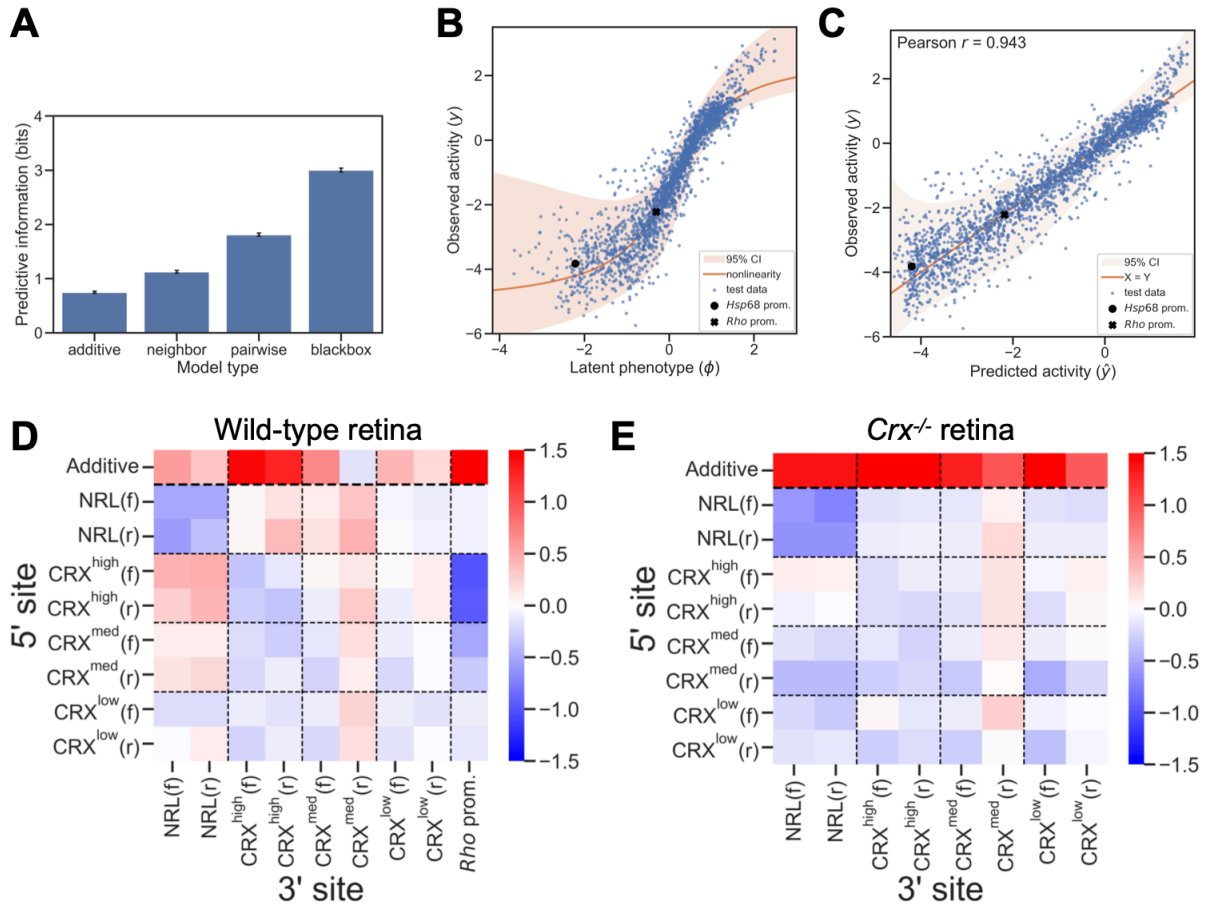 A
Predictive information (bits)
4
3
2
1
0
additive neighbor pairwise blackbox
Model type
B
Observed activity (y)
2
0
−2
−4
−6
−4 −2 0 2
Latent phenotype (ϕ)
95% CI
nonlinearity
test data
Hsp68 prom.
Rho prom.
C
Pearson r = 0.943
Observed activity (y)
2
0
−2
−4
−6
−4 −2 0
Predicted activity (ŷ)
95% CI
X = Y
test data
Hsp68 prom.
Rho prom.
D
Wild-type retina
5' site
Additive
NRL(f)
NRL(r)
CRXhigh(f)
CRXhigh(r)
CRXmed(f)
CRXmed(r)
CRXlow(f)
CRXlow(r)
NRL(f)
NRL(r)
CRXhigh(f)
CRXhigh(r)
CRXmed(f)
CRXmed(r)
CRXlow(f)
CRXlow(r)
Rho prom.
3' site
1.5
1.0
0.5
0.0
−0.5
−1.0
−1.5
E
Crx-/- retina
5' site
Additive
NRL(f)
NRL(r)
CRXhigh(f)
CRXhigh(r)
CRXmed(f)
CRXmed(r)
CRXlow(f)
CRXlow(r)
NRL(f)
NRL(r)
CRXhigh(f)
CRXhigh(r)
CRXmed(f)
CRXmed(r)
CRXlow(f)
CRXlow(r)
3' site
1.5
1.0
0.5
0.0
−0.5
−1.0
−1.5